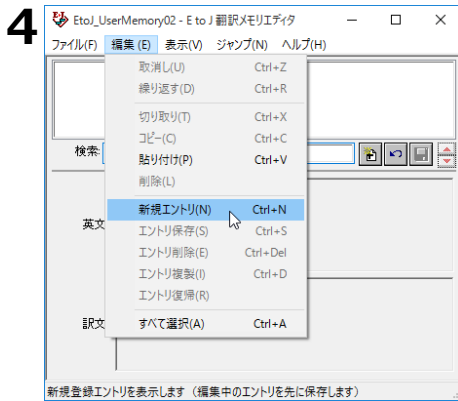 4
EtoJ_UserMemory02 - E to J 翻訳メモリエディタ
ファイル(F) 編集(E) 表示(V) ジャンプ(N) ヘルプ(H)
取消し(U) Ctrl+Z
繰り返す(D) Ctrl+R
切り取り(T) Ctrl+X
コピー(C) Ctrl+C
検索:
貼り付け(P) Ctrl+V
削除(L)
新規エントリ(N) Ctrl+N
英文
エントリ保存(S) Ctrl+S
エントリ削除(E) Ctrl+Del
エントリ複製(I) Ctrl+D
エントリ復帰(R)
訳文
すべて選択(A) Ctrl+A
新規登録エントリを表示します（編集中のエントリを先に保存します）